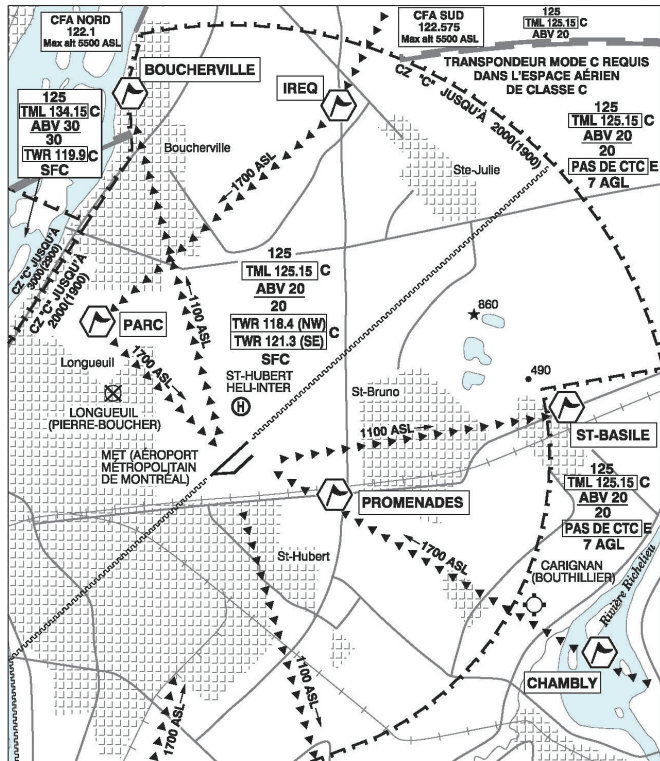 CFA NORD
122.1
Max alt 5500 ASL
CFA SUD
122.575
Max alt 5500 ASL
125
TML 125.15 C
ABV 20
TRANSPONDEUR MODE C REQUIS
DANS L'ESPACE AÉRIEN
DE CLASSE C
BOUCHERVILLE
IREQ
CZ "C" JUSQU'À 2000(1900)
125
TML 134.15 C
ABV 30
30
TWR 119.9 C
SFC
125
TML 125.15 C
ABV 20
20
PAS DE CTC E
7 AGL
Boucherville
1700 ASL
Ste-Julie
CZ "C" JUSQU'À
3000(2900)
CZ "C" JUSQU'À
2000(1900)
1100 ASL
125
TML 125.15 C
ABV 20
20
TWR 118.4 (NW) C
TWR 121.3 (SE)
SFC
860
PARC
1700 ASL
Longueuil
ST-HUBERT
HELI-INTER
H
490
St-Bruno
LONGUEUIL
(PIERRE-BOUCHER)
1100 ASL
ST-BASILE
MET (AÉROPORT
MÉTROPOLITAIN
DE MONTRÉAL)
125
TML 125.15 C
ABV 20
20
PAS DE CTC E
7 AGL
PROMENADES
St-Hubert
1700 ASL
CARIGNAN
(BOUTHILLIER)
Rivière Richelieu
1100 ASL
CHAMBLY
1700 ASL